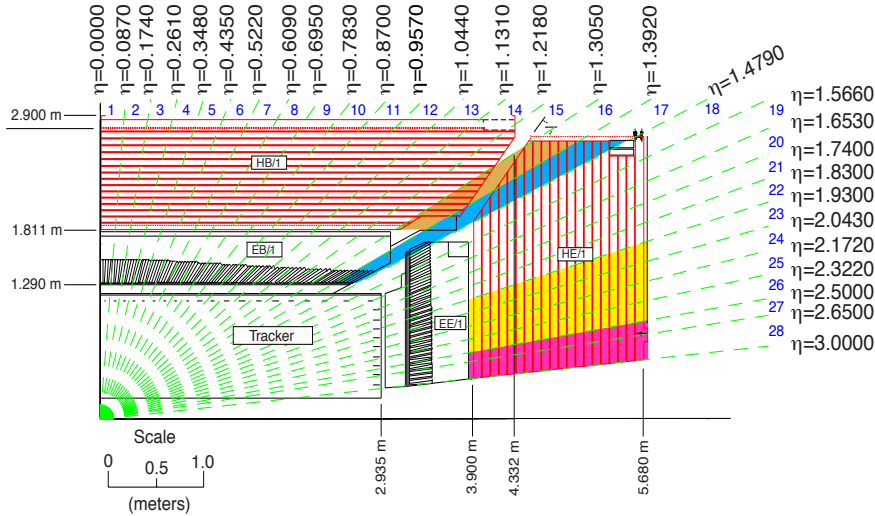 η=0.0000
η=0.0870
η=0.1740
η=0.2610
η=0.3480
η=0.4350
η=0.5220
η=0.6090
η=0.6950
η=0.7830
η=0.8700
η=0.9570
η=1.0440
η=1.1310
η=1.2180
η=1.3050
η=1.3920
η=1.4790
η=1.5660
η=1.6530
η=1.7400
η=1.8300
η=1.9300
η=2.0430
η=2.1720
η=2.3220
η=2.5000
η=2.6500
η=3.0000
1 2 3 4 5 6 7 8 9 10 11 12 13 14 15 16 17 18 19
20
21
22
23
24
25
26
27
28
2.900 m
1.811 m
1.290 m
HB/1
EB/1
HE/1
EE/1
Tracker
2.935 m
3.900 m
4.332 m
5.680 m
Scale
0 0.5 1.0
(meters)